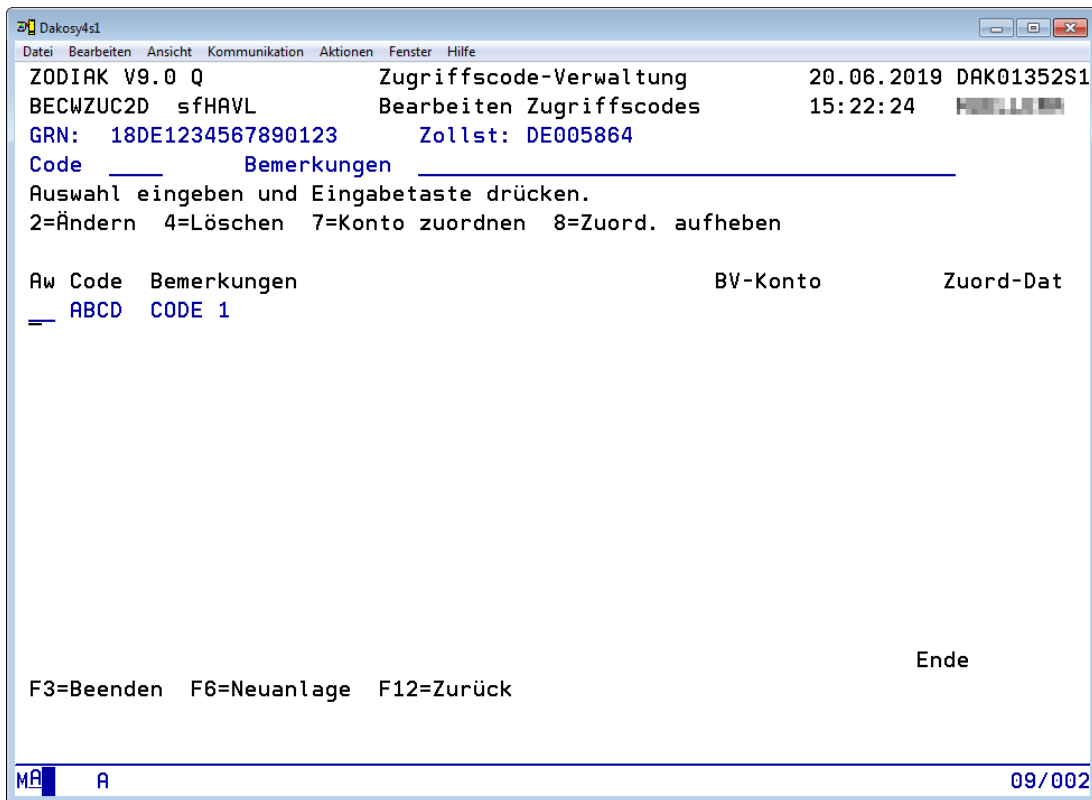 Dakosy4s1
Datei Bearbeiten Ansicht Kommunikation Aktionen Fenster Hilfe
ZODIAK V9.0 Q Zugriffscode-Verwaltung 20.06.2019 DAK01352S1
BECWZUC2D sfHAVL Bearbeiten Zugriffscodes 15:22:24
GRN: 18DE1234567890123 Zollst: DE005864
Code ____ Bemerkungen ________________________________________
Auswahl eingeben und Eingabetaste drücken.
2=Ändern 4=Löschen 7=Konto zuordnen 8=Zuord. aufheben
Aw Code Bemerkungen BV-Konto Zuord-Dat
__ ABCD CODE 1
Ende
F3=Beenden F6=Neuanlage F12=Zurück
MA A 09/002